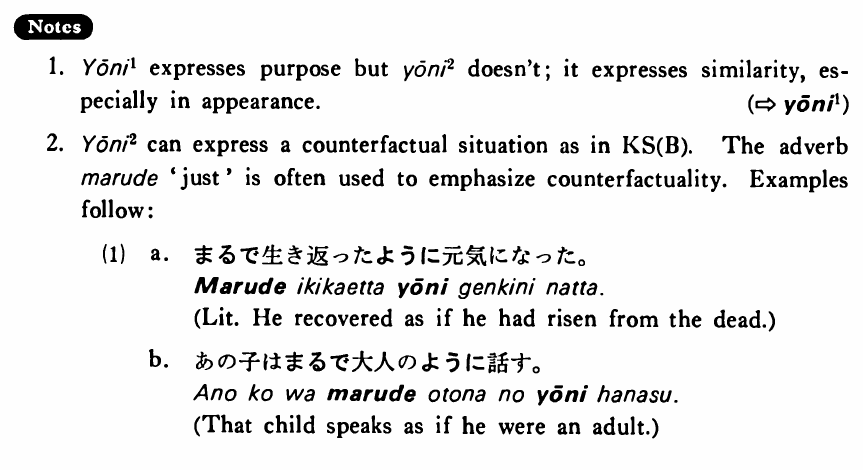 Notes
1. Yōni¹ expresses purpose but yōni² doesn't; it expresses similarity, es-
pecially in appearance. (⇨ yōni¹)
2. Yōni² can express a counterfactual situation as in KS(B). The adverb
marude 'just' is often used to emphasize counterfactuality. Examples
follow:
(1) a. まるで生き返ったように元気になった。
Marude ikikaetta yōni genkini natta.
(Lit. He recovered as if he had risen from the dead.)
b. あの子はまるで大人のように話す。
Ano ko wa marude otona no yōni hanasu.
(That child speaks as if he were an adult.)